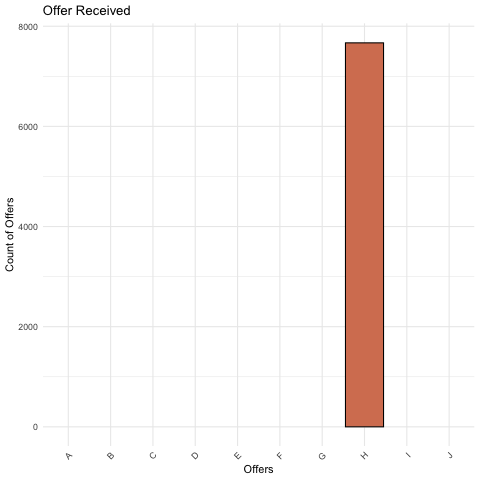 Offer Received
8000
6000
4000
2000
0
Count of Offers
A B C D E F G H I J
Offers